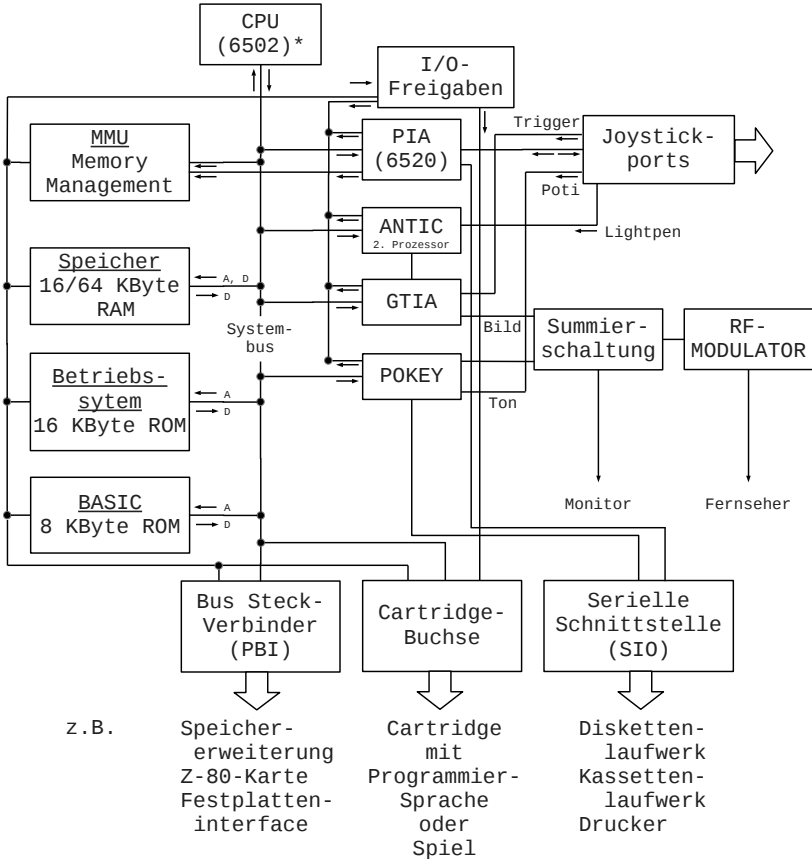 CPU
(6502)*
I/O-
Freigaben
MMU
Memory
Management
PIA
(6520)
Trigger
Joystick-
ports
Poti
ANTIC
2. Prozessor
Lightpen
Speicher
16/64 KByte
RAM
A, D
D
GTIA
System-
bus
Bild
Summier-
schaltung
RF-
MODULATOR
Betriebs-
sytem
16 KByte ROM
A
D
POKEY
Ton
BASIC
8 KByte ROM
A
D
Monitor
Fernseher
Bus Steck-
Verbinder
(PBI)
Cartridge-
Buchse
Serielle
Schnittstelle
(SIO)
z.B.
Speicher-
erweiterung
Z-80-Karte
Festplatten-
interface
Cartridge
mit
Programmier-
Sprache
oder
Spiel
Disketten-
laufwerk
Kassetten-
laufwerk
Drucker